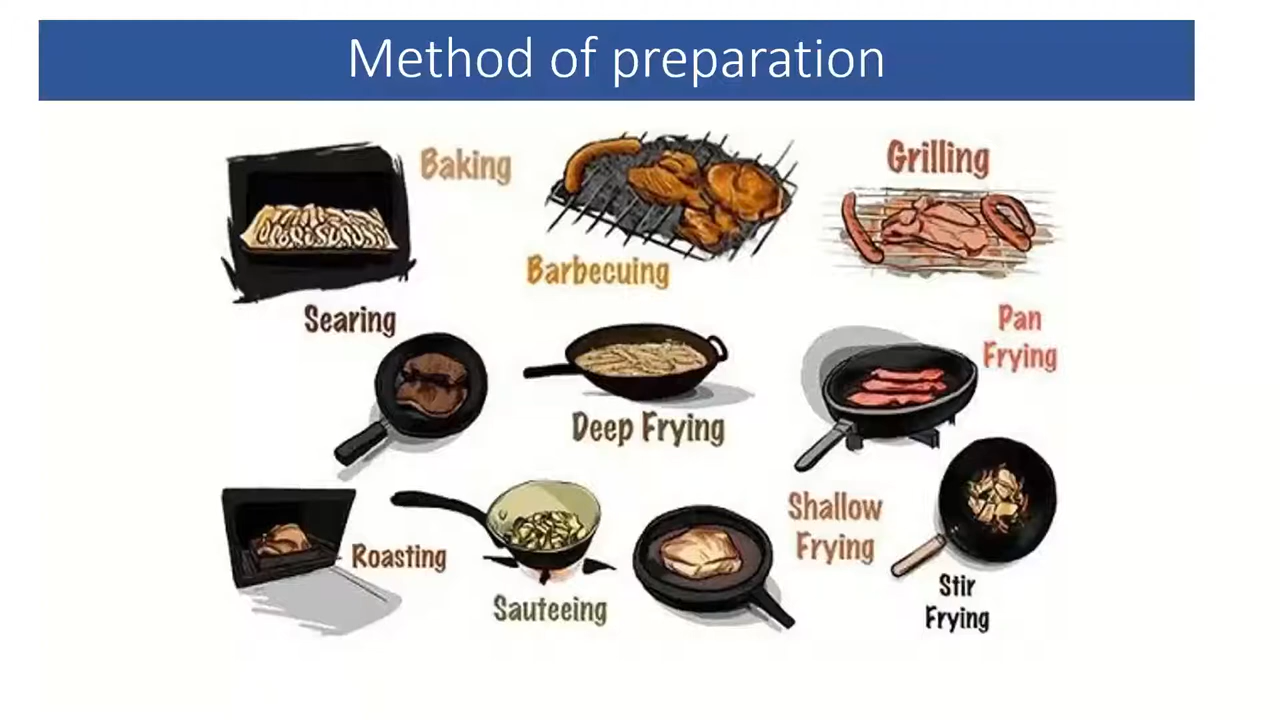 Method of preparation
Baking
Grilling
Barbecuing
Searing
Pan
Frying
Deep Frying
Shallow
Frying
Roasting
Sauteeing
Stir
Frying